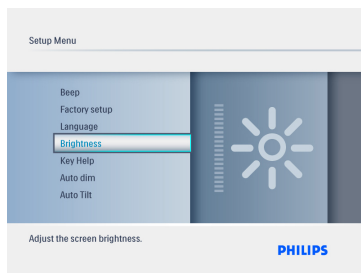 Setup Menu
Beep
Factory setup
Language
Brightness
Key Help
Auto dim
Auto Tilt
Adjust the screen brightness.
PHILIPS